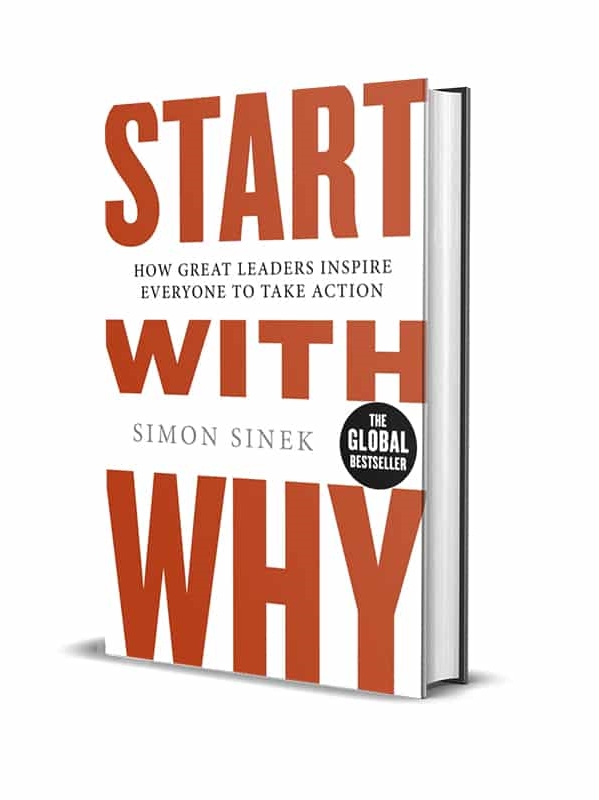 START
HOW GREAT LEADERS INSPIRE
EVERYONE TO TAKE ACTION
WITH
SIMON SINEK
THE
GLOBAL
BESTSELLER
WHY